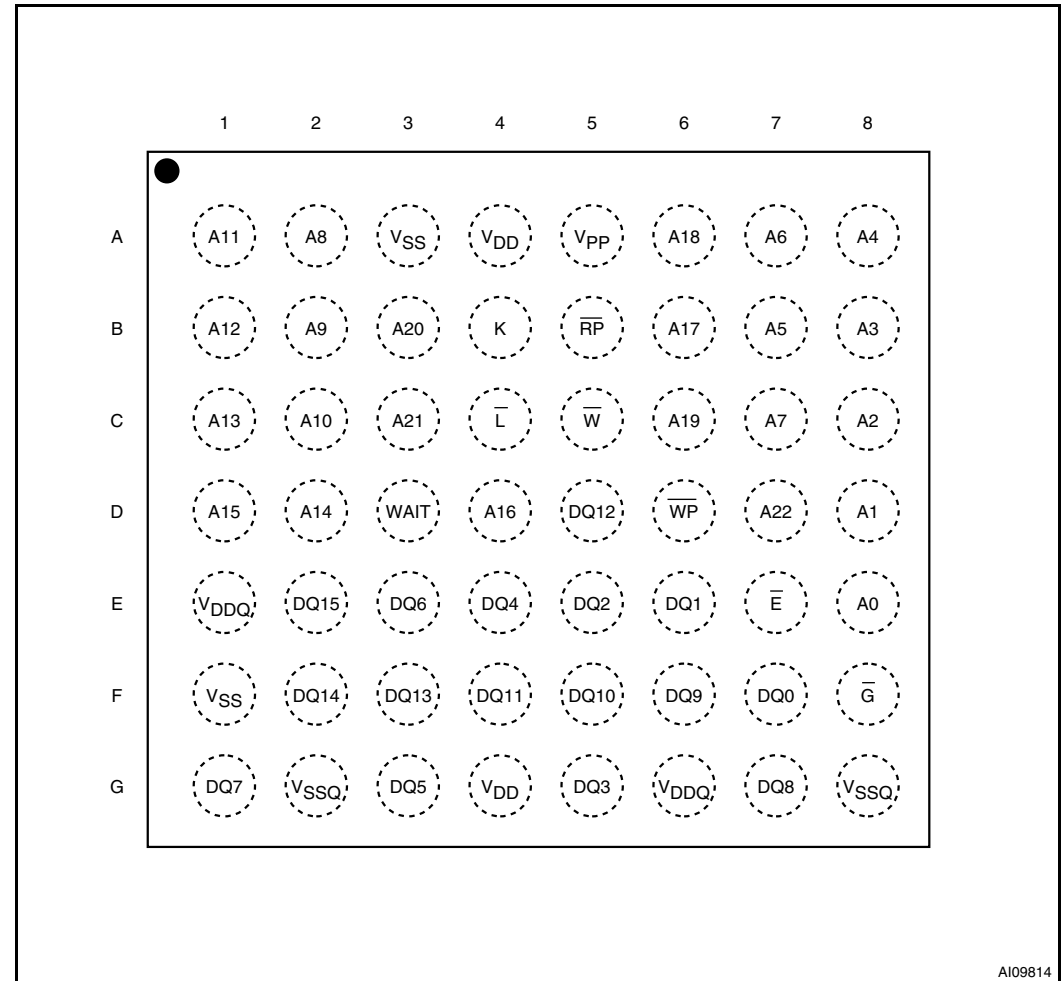 1 2 3 4 5 6 7 8
A A11 A8 VSS VDD VPP A18 A6 A4
B A12 A9 A20 K R̅P̅ A17 A5 A3
C A13 A10 A21 L̅ W̅ A19 A7 A2
D A15 A14 WAIT A16 DQ12 W̅P̅ A22 A1
E VDDQ DQ15 DQ6 DQ4 DQ2 DQ1 E̅ A0
F VSS DQ14 DQ13 DQ11 DQ10 DQ9 DQ0 G̅
G DQ7 VSSQ DQ5 VDD DQ3 VDDQ DQ8 VSSQ
AI09814